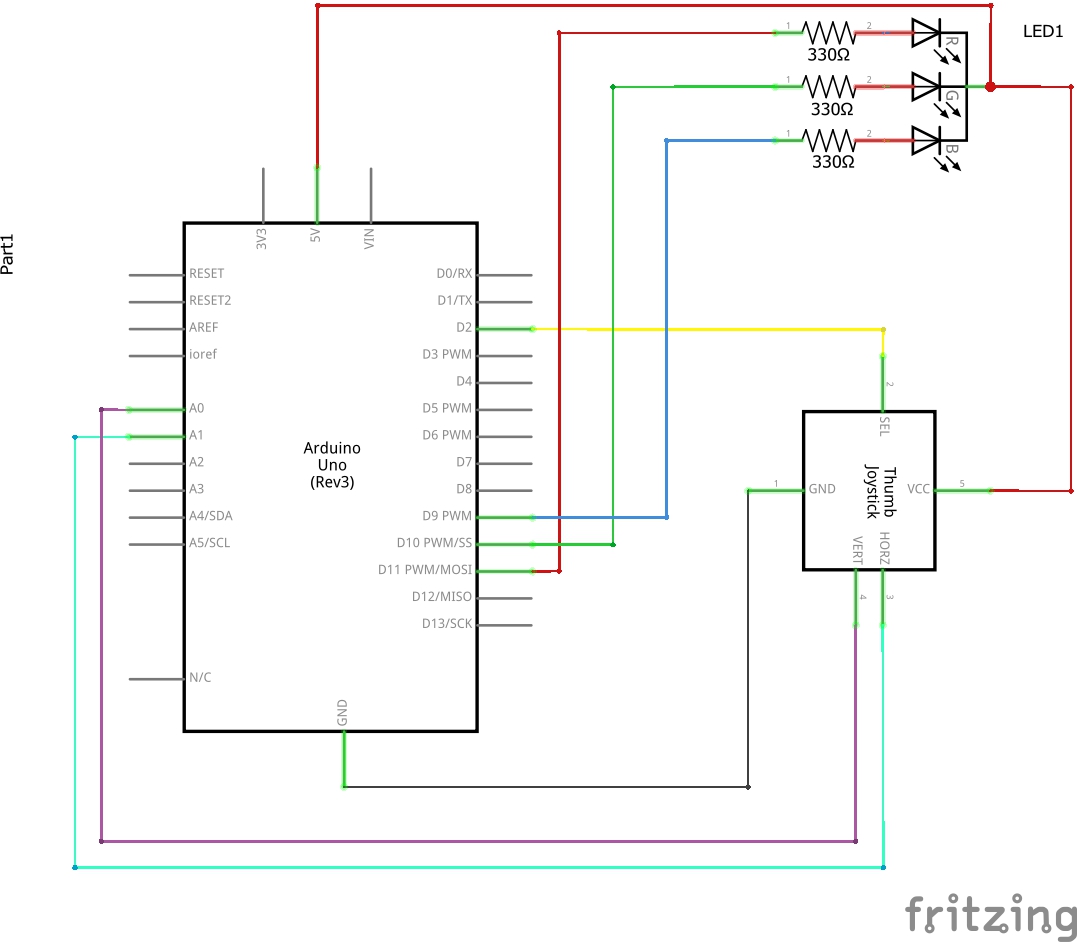 LED1
1
2
R
330Ω
1
2
G
330Ω
1
2
B
330Ω
Part1
3V3
5V
VIN
RESET
RESET2
AREF
ioref
A0
A1
A2
A3
A4/SDA
A5/SCL
N/C
Arduino
Uno
(Rev3)
D0/RX
D1/TX
D2
D3 PWM
D4
D5 PWM
D6 PWM
D7
D8
D9 PWM
D10 PWM/SS
D11 PWM/MOSI
D12/MISO
D13/SCK
GND
2
SEL
1
GND
Thumb
Joystick
VCC
5
VERT
HORZ
4
3
fritzing